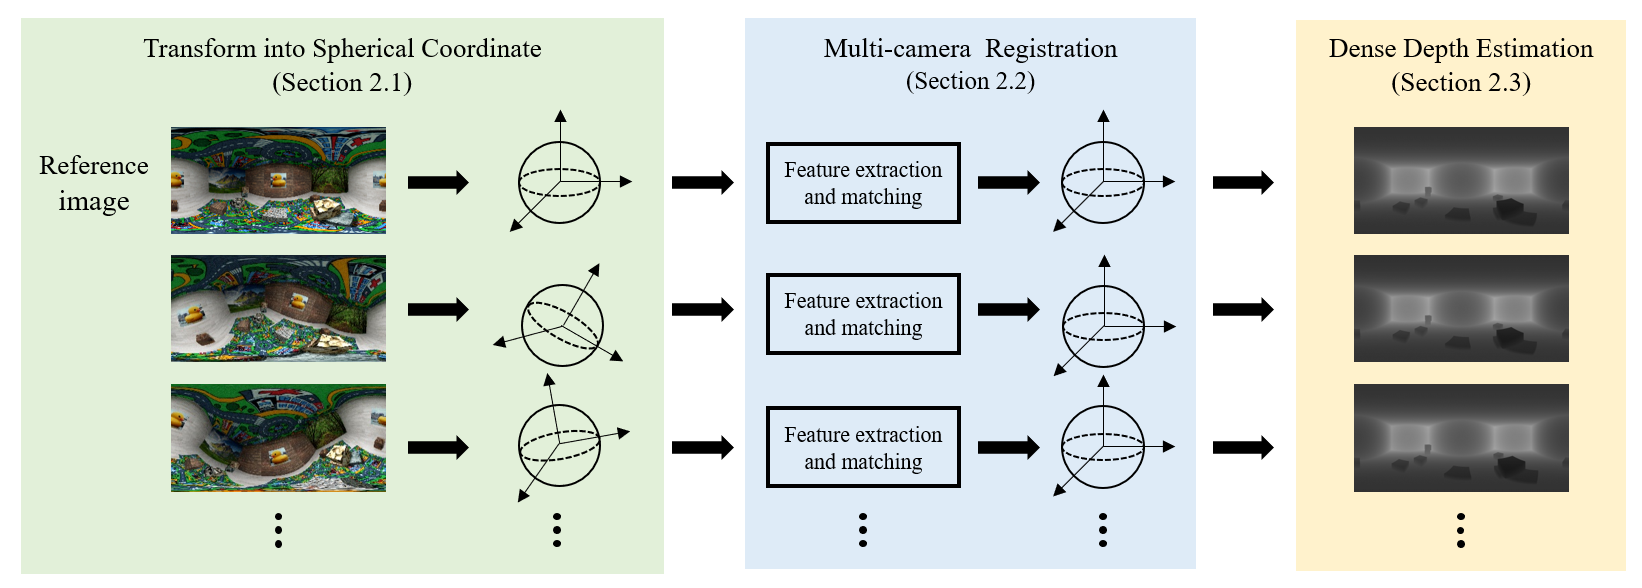 Transform into Spherical Coordinate
(Section 2.1)
Reference
image
Multi-camera Registration
(Section 2.2)
Feature extraction
and matching
Feature extraction
and matching
Feature extraction
and matching
Dense Depth Estimation
(Section 2.3)